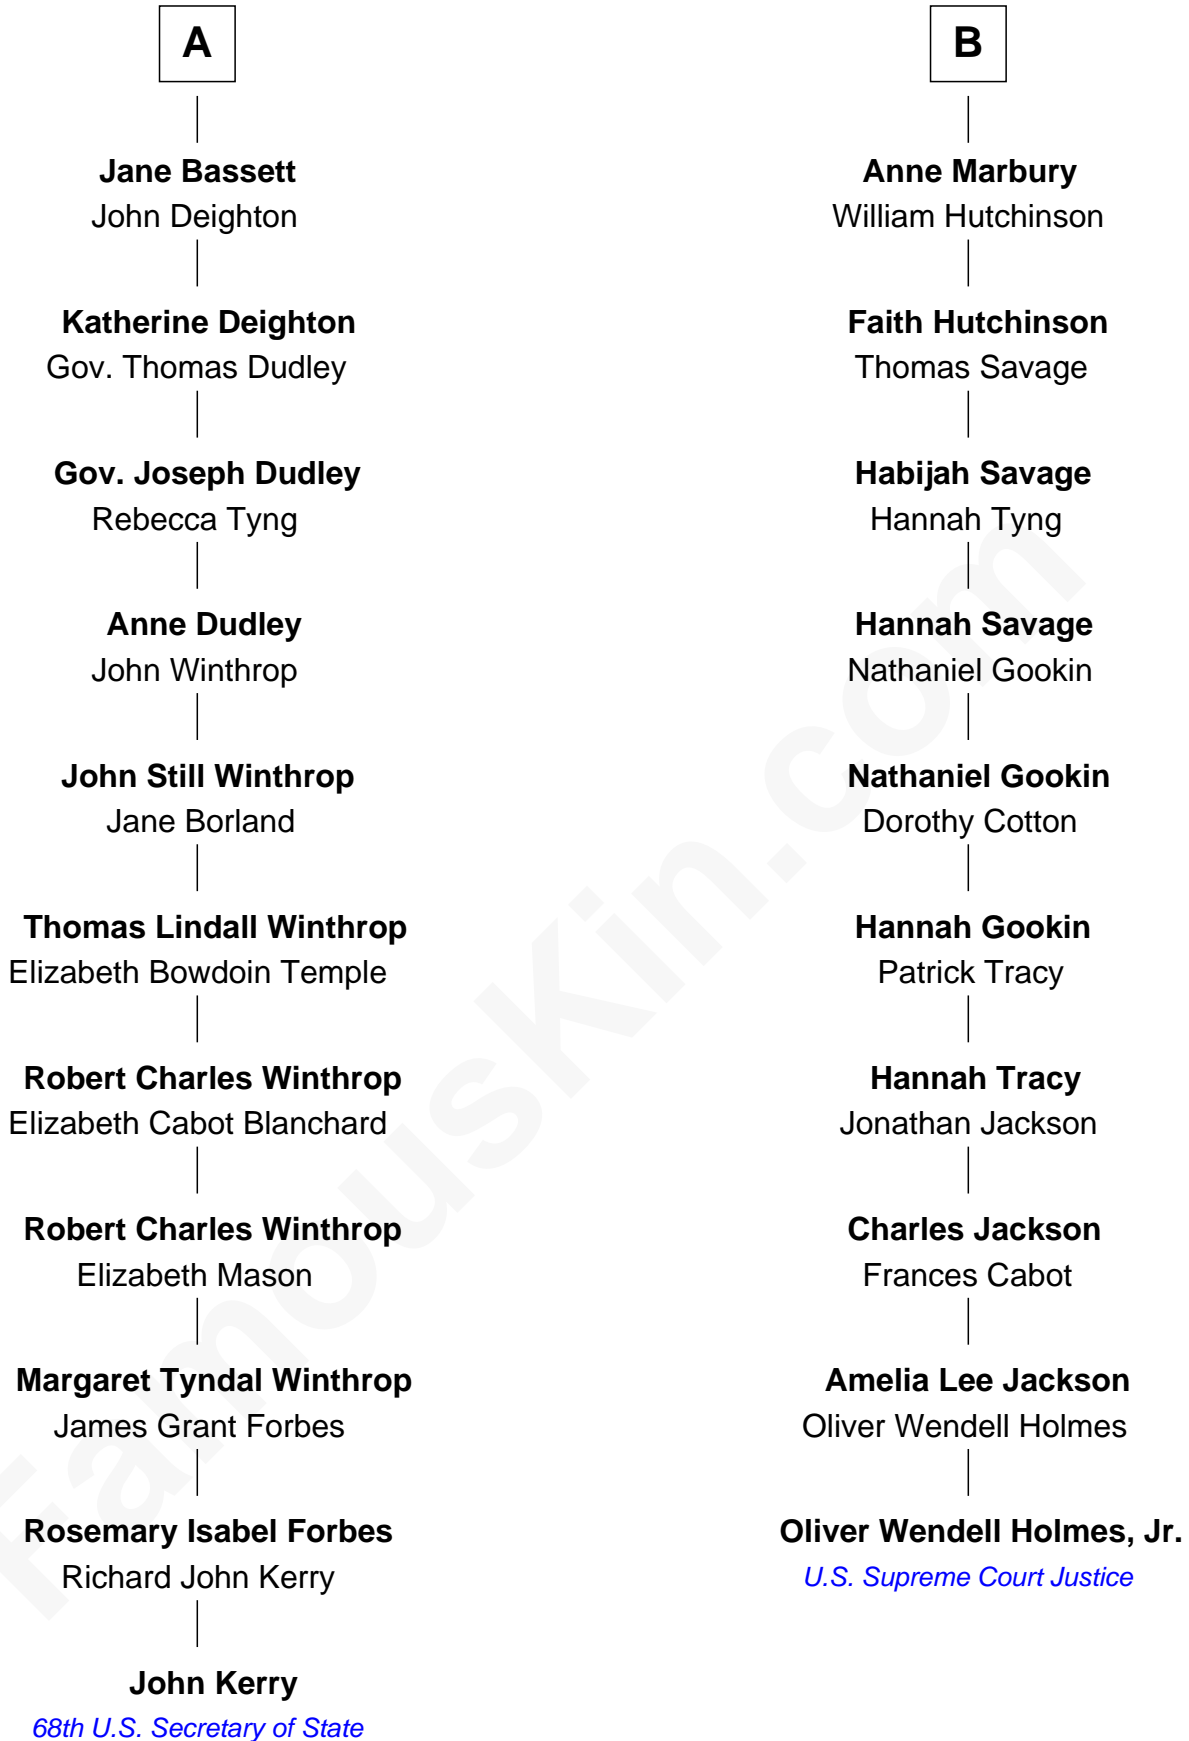 A
Jane Bassett
John Deighton
Katherine Deighton
Gov. Thomas Dudley
Gov. Joseph Dudley
Rebecca Tyng
Anne Dudley
John Winthrop
John Still Winthrop
Jane Borland
Thomas Lindall Winthrop
Elizabeth Bowdoin Temple
Robert Charles Winthrop
Elizabeth Cabot Blanchard
Robert Charles Winthrop
Elizabeth Mason
Margaret Tyndal Winthrop
James Grant Forbes
Rosemary Isabel Forbes
Richard John Kerry
John Kerry
68th U.S. Secretary of State
B
Anne Marbury
William Hutchinson
Faith Hutchinson
Thomas Savage
Habijah Savage
Hannah Tyng
Hannah Savage
Nathaniel Gookin
Nathaniel Gookin
Dorothy Cotton
Hannah Gookin
Patrick Tracy
Hannah Tracy
Jonathan Jackson
Charles Jackson
Frances Cabot
Amelia Lee Jackson
Oliver Wendell Holmes
Oliver Wendell Holmes, Jr.
U.S. Supreme Court Justice
FamousKin.com